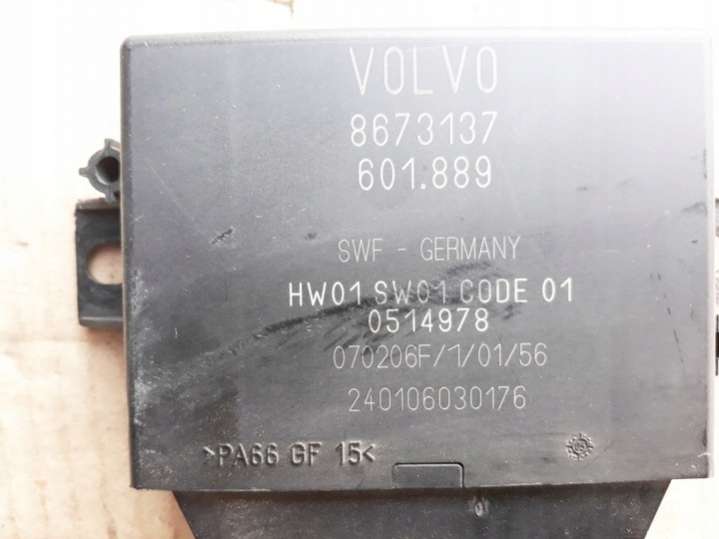 VOLVO
8673137
601.889
SWF - GERMANY
HW01 SW01 CODE 01
0514978
070206F/1/01/56
240106030176
>PA66 GF 15<